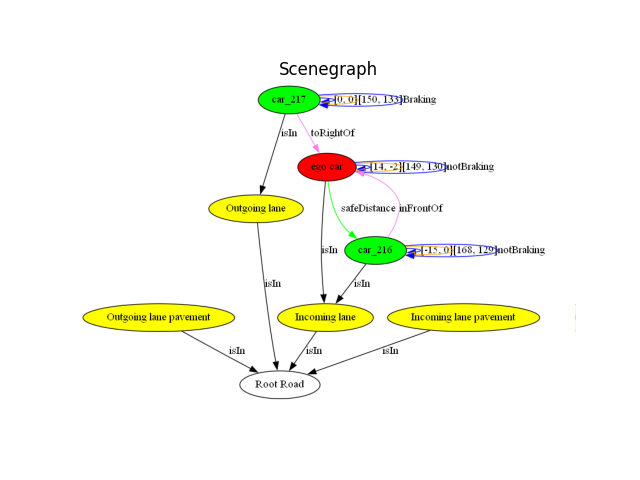 Scenegraph
car_217
[0, 0][150, 133]Braking
isIn
toRightOf
ego car
[14, -2][149, 130]notBraking
Outgoing lane
safeDistance
inFrontOf
isIn
car_216
[-15, 0][168, 129]notBraking
isIn
isIn
Outgoing lane pavement
Incoming lane
Incoming lane pavement
isIn
isIn
isIn
Root Road